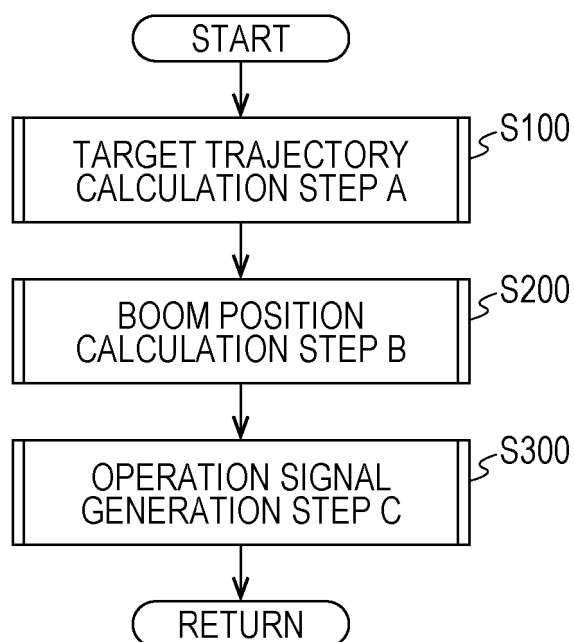 START
TARGET TRAJECTORY
CALCULATION STEP A
S100
BOOM POSITION
CALCULATION STEP B
S200
OPERATION SIGNAL
GENERATION STEP C
S300
RETURN